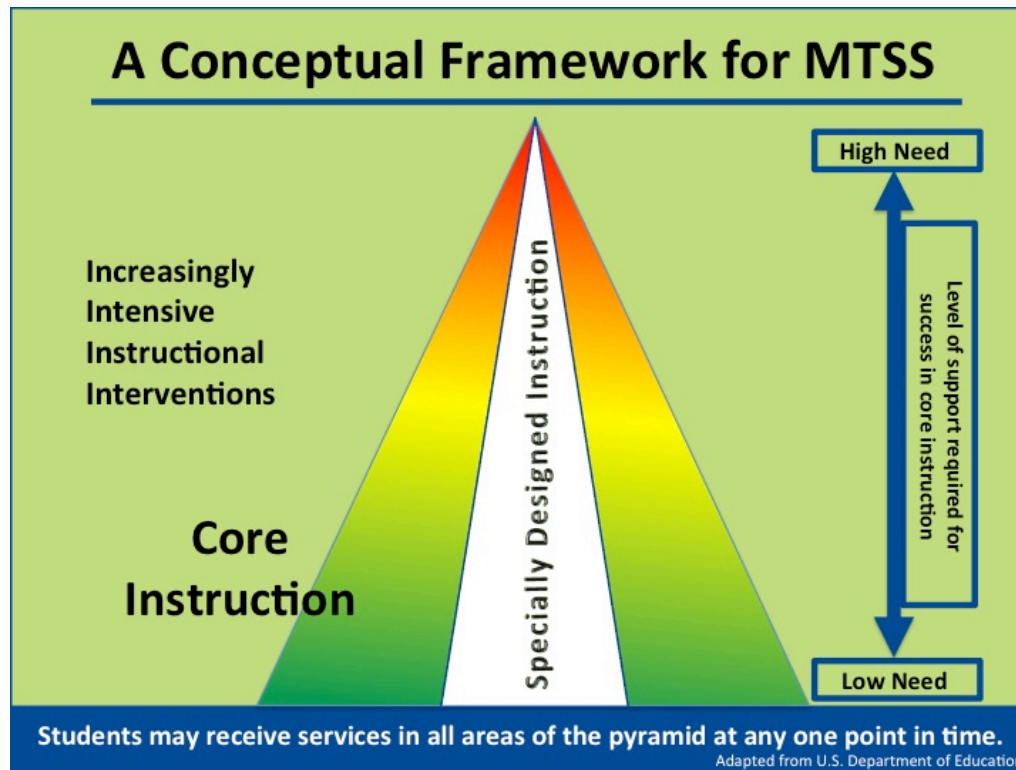 A Conceptual Framework for MTSS
High Need
Increasingly
Intensive
Instructional
Interventions
Specially Designed Instruction
Level of support required for
success in core instruction
Core
Instruction
Low Need
Students may receive services in all areas of the pyramid at any one point in time.
Adapted from U.S. Department of Education